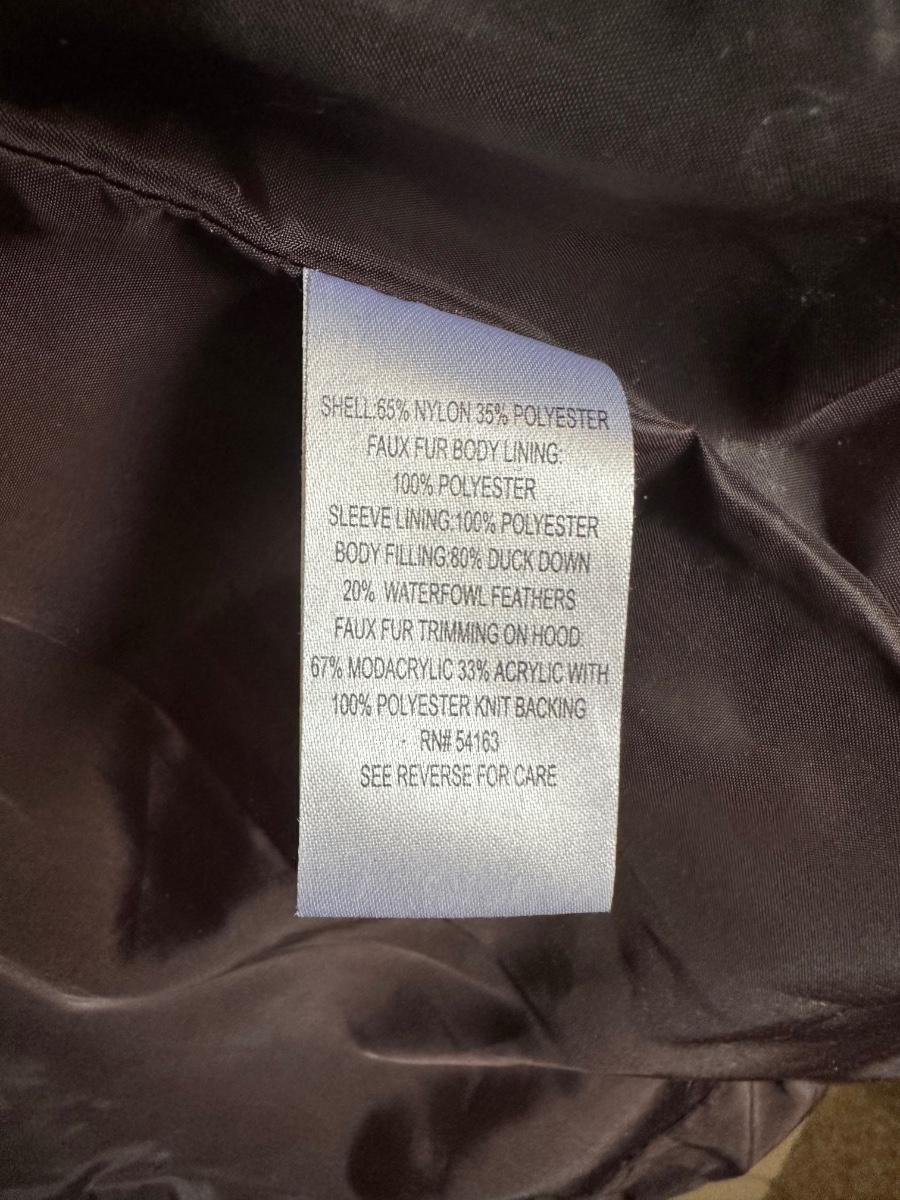 SHELL:65% NYLON 35% POLYESTER
FAUX FUR BODY LINING:
100% POLYESTER
SLEEVE LINING:100% POLYESTER
BODY FILLING:80% DUCK DOWN
20% WATERFOWL FEATHERS
FAUX FUR TRIMMING ON HOOD:
67% MODACRYLIC 33% ACRYLIC WITH
100% POLYESTER KNIT BACKING
RN# 54163
SEE REVERSE FOR CARE